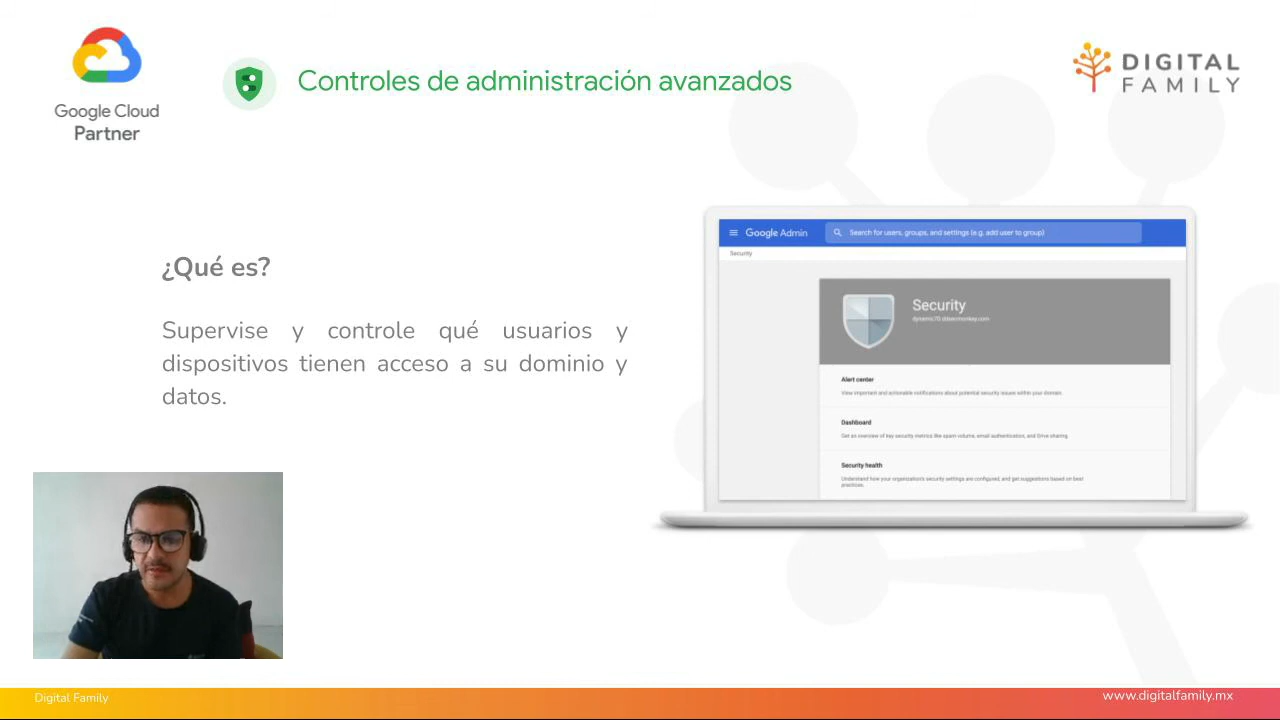 Google Cloud
Partner
Controles de administración avanzados
DIGITAL
FAMILY
¿Qué es?
Supervise y controle qué usuarios y
dispositivos tienen acceso a su dominio y
datos.
Google Admin
Search for users, groups, and settings (e.g. add user to group)
Security
Security
dynamic70.ddseomonkey.com
Alert center
View important and actionable notifications about potential security issues within your domain.
Dashboard
Get an overview of key security metrics like spam volume, email authentication, and Drive sharing.
Security health
Understand how your organization's security settings are configured, and get suggestions based on best
practices.
Digital Family
www.digitalfamily.mx